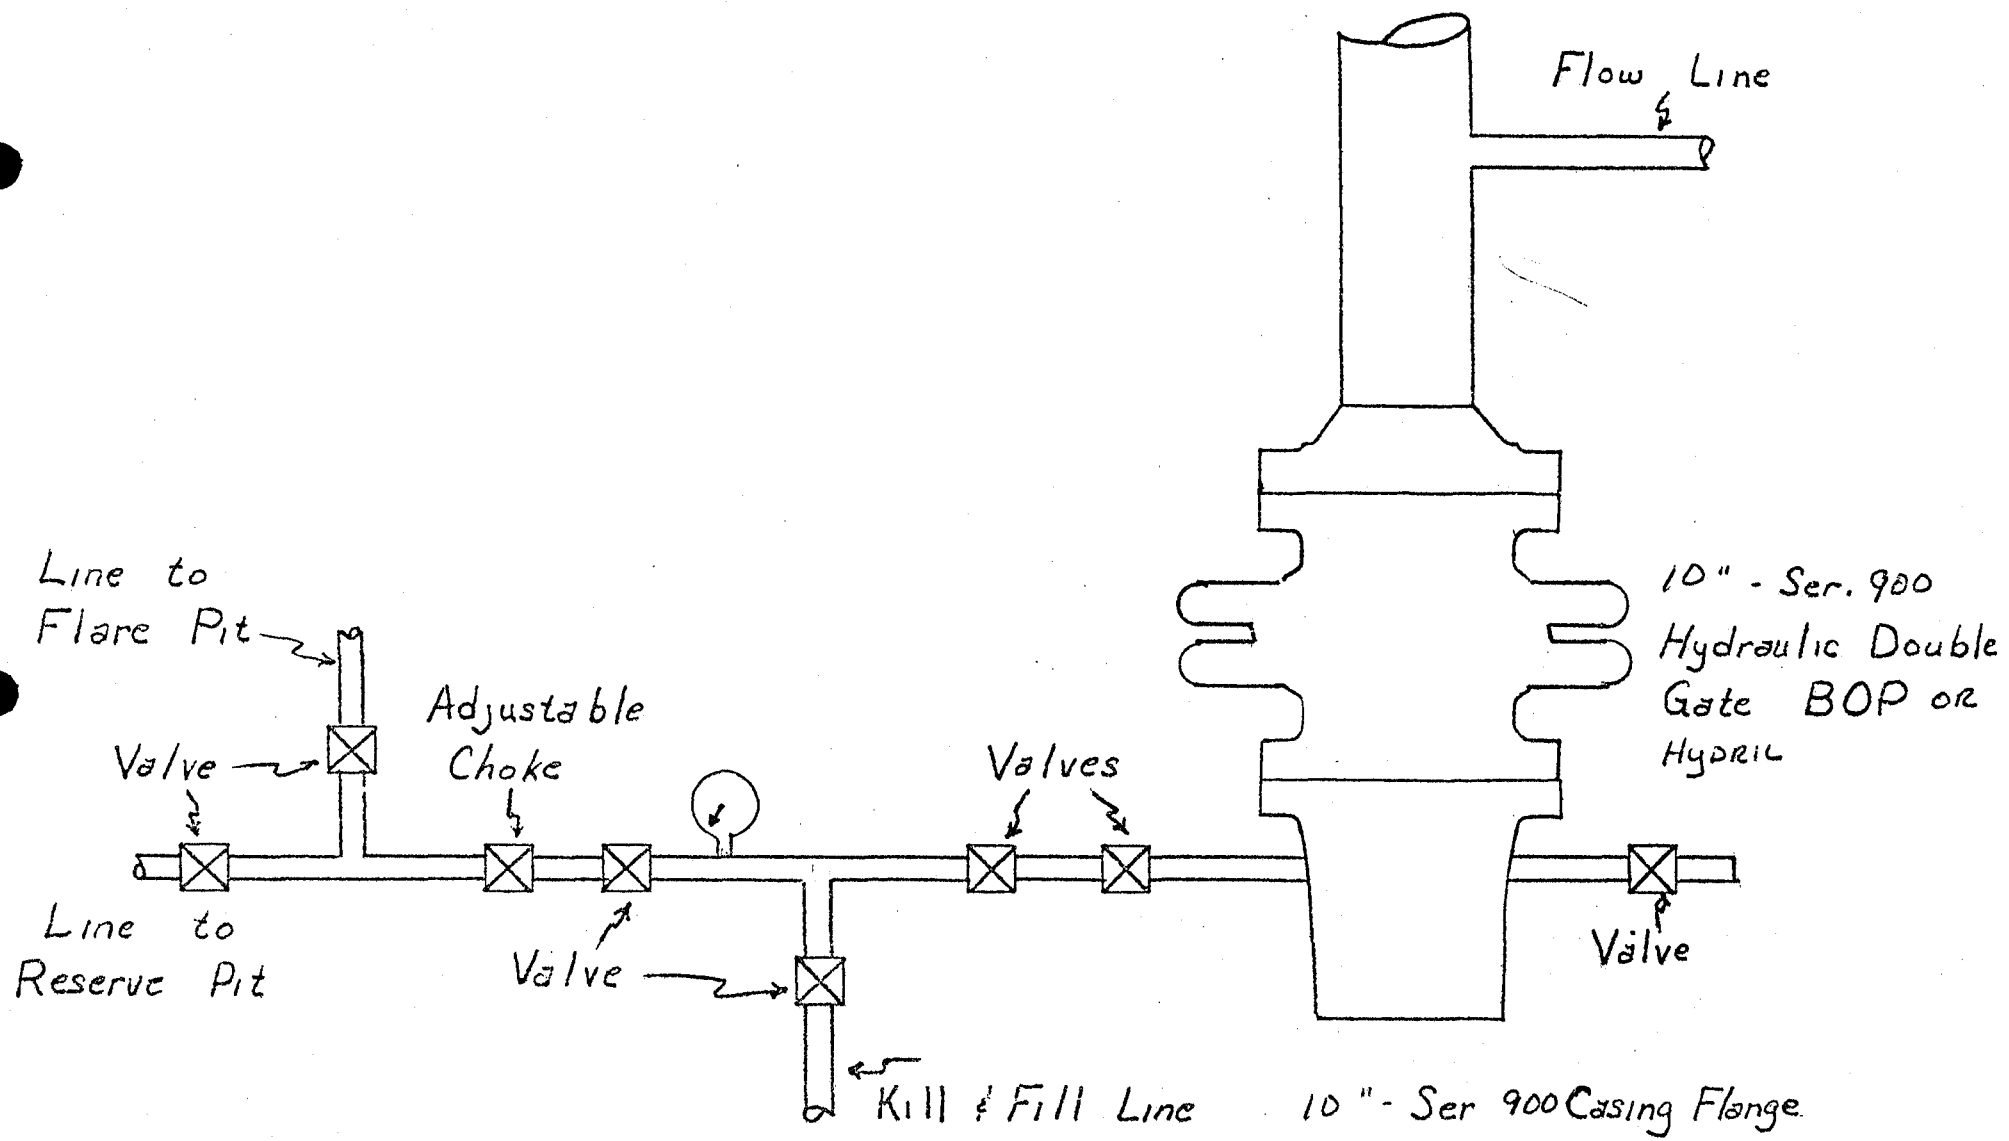 Flow Line
Line to
Flare Pit
10" - Ser. 900
Hydraulic Double
Gate BOP OR
HYDRIL
Adjustable
Choke
Valve
Valves
Line to
Reserve Pit
Valve
Valve
Kill & Fill Line
10" - Ser 900 Casing Flange